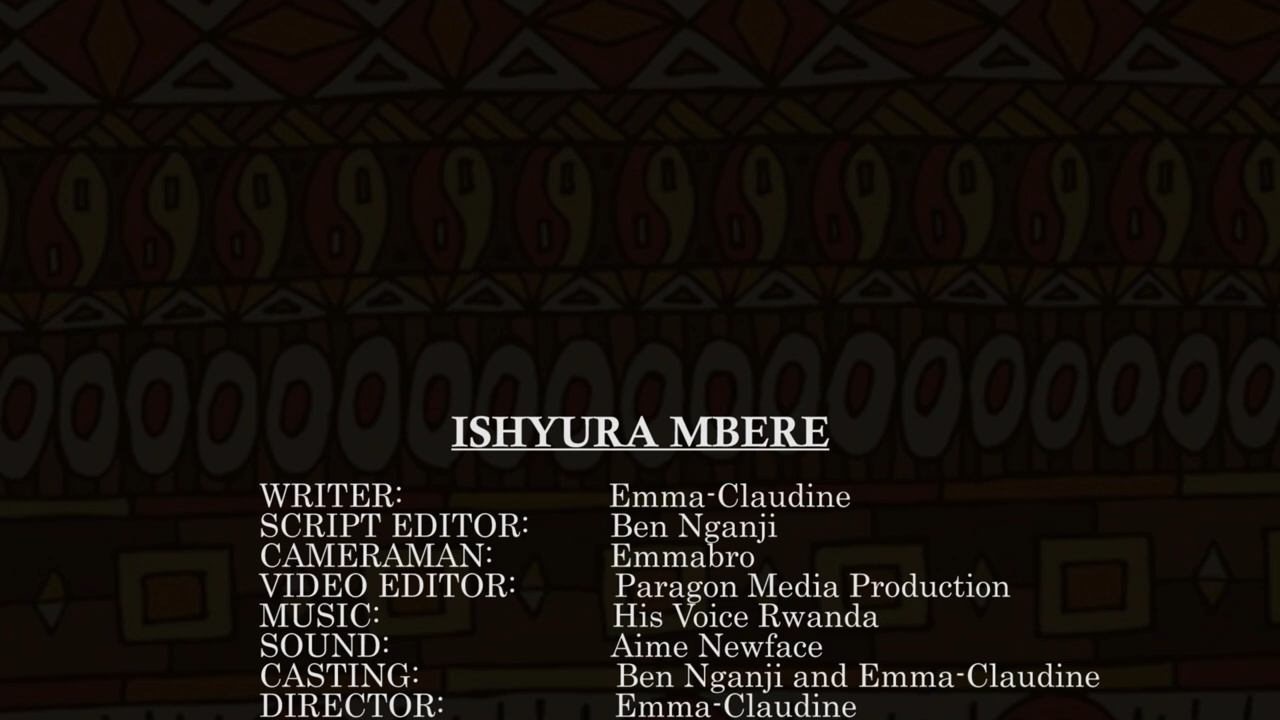 ISHYURA MBERE
WRITER: Emma-Claudine
SCRIPT EDITOR: Ben Nganji
CAMERAMAN: Emmabro
VIDEO EDITOR: Paragon Media Production
MUSIC: His Voice Rwanda
SOUND: Aime Newface
CASTING: Ben Nganji and Emma-Claudine
DIRECTOR: Emma-Claudine